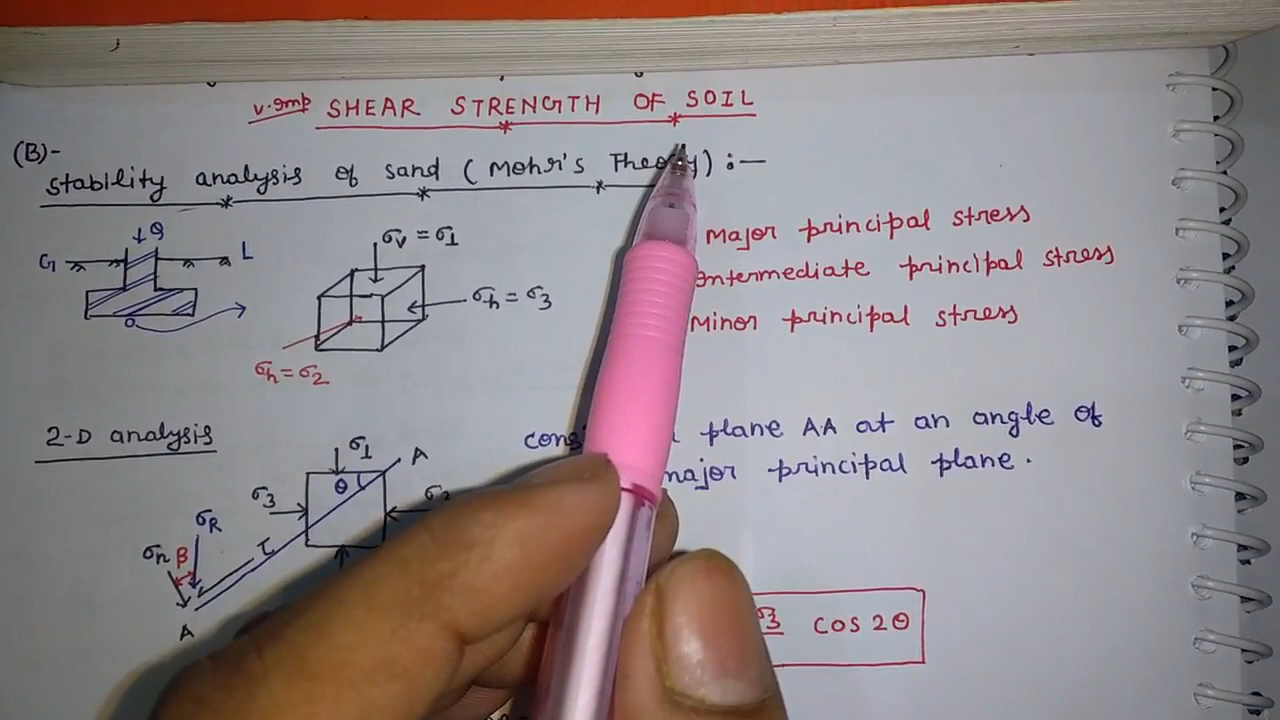 v.Imp SHEAR STRENGTH OF SOIL
(B)-
Stability analysis of sand (Mohr's Theory) :-
Q
G L
σv = σ1
σh = σ3
σh = σ2
Major principal stress
Intermediate principal stress
Minor principal stress
2-D analysis
σ1
A
θ
σ3
σR
σn β
τ
A
plane AA at an angle of
major principal plane.
cos 2θ